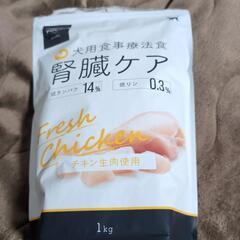 犬用食事療法食
腎臓ケア
低タンパク 14% 低リン 0.3%
Fresh
Chicken
チキン生肉使用
1kg